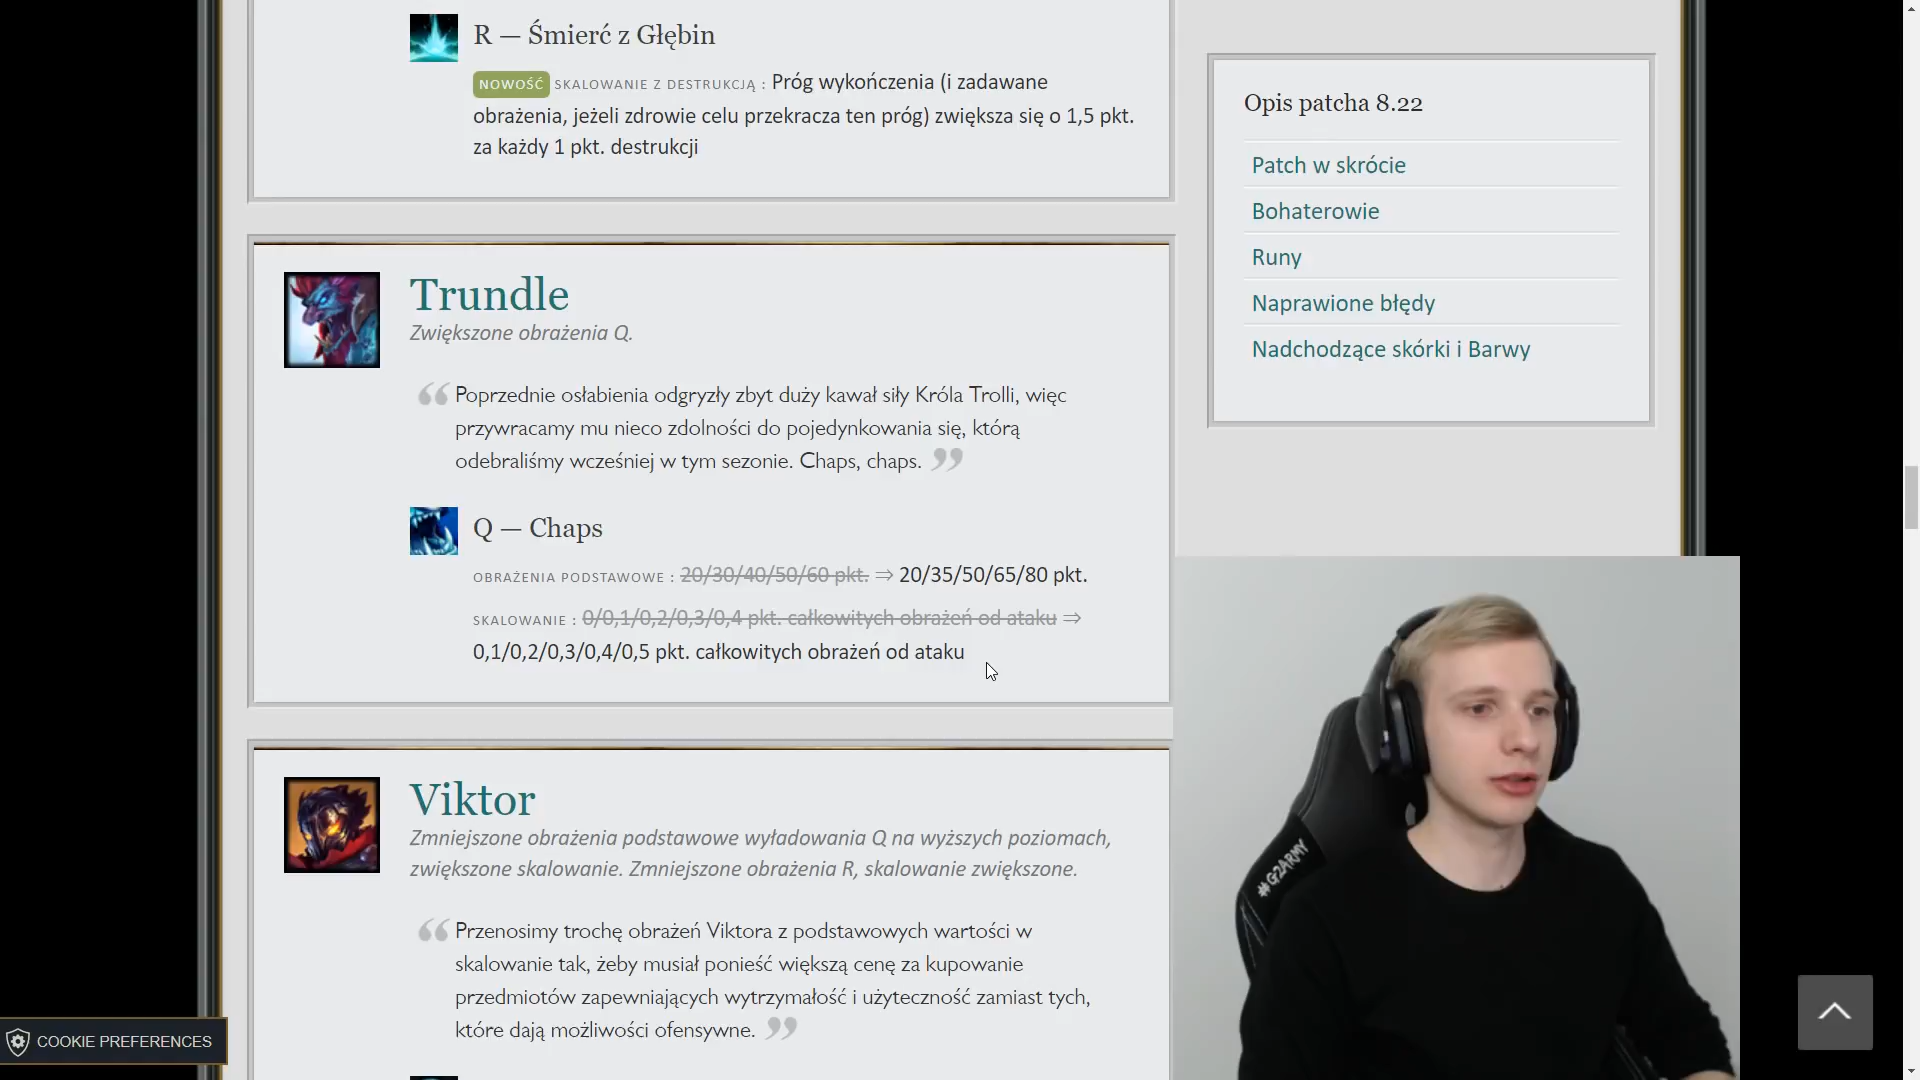 R — Śmierć z Głębin
NOWOŚĆ SKALOWANIE Z DESTRUKCJĄ : Próg wykończenia (i zadawane
obrażenia, jeżeli zdrowie celu przekracza ten próg) zwiększa się o 1,5 pkt.
za każdy 1 pkt. destrukcji
Trundle
Zwiększone obrażenia Q.
“ Poprzednie osłabienia odgryzły zbyt duży kawał siły Króla Trolli, więc
przywracamy mu nieco zdolności do pojedynkowania się, którą
odebraliśmy wcześniej w tym sezonie. Chaps, chaps. ”
Q — Chaps
OBRAŻENIA PODSTAWOWE : 20/30/40/50/60 pkt. ⇒ 20/35/50/65/80 pkt.
SKALOWANIE : 0/0,1/0,2/0,3/0,4 pkt. całkowitych obrażeń od ataku ⇒
0,1/0,2/0,3/0,4/0,5 pkt. całkowitych obrażeń od ataku
Viktor
Zmniejszone obrażenia podstawowe wyładowania Q na wyższych poziomach,
zwiększone skalowanie. Zmniejszone obrażenia R, skalowanie zwiększone.
“ Przenosimy trochę obrażeń Viktora z podstawowych wartości w
skalowanie tak, żeby musiał ponieść większą cenę za kupowanie
przedmiotów zapewniających wytrzymałość i użyteczność zamiast tych,
które dają możliwości ofensywne. ”
Opis patcha 8.22
Patch w skrócie
Bohaterowie
Runy
Naprawione błędy
Nadchodzące skórki i Barwy
#G2ARMY
COOKIE PREFERENCES